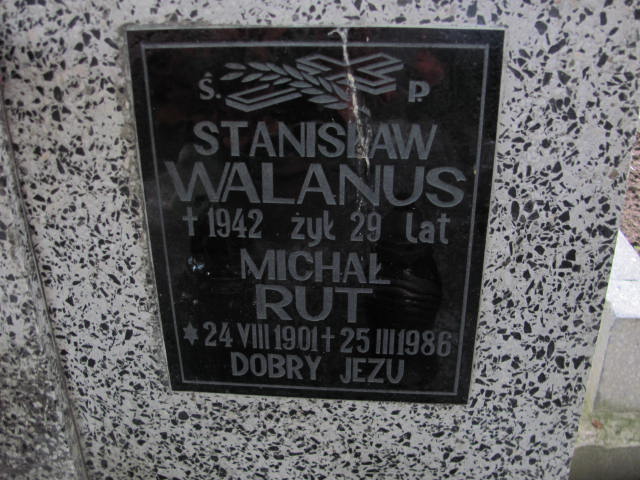 Ś. P.
STANISŁAW
WALANUS
† 1942 żył 29 lat
MICHAŁ
RUT
* 24 VIII 1901 † 25 III 1986
DOBRY JEZU